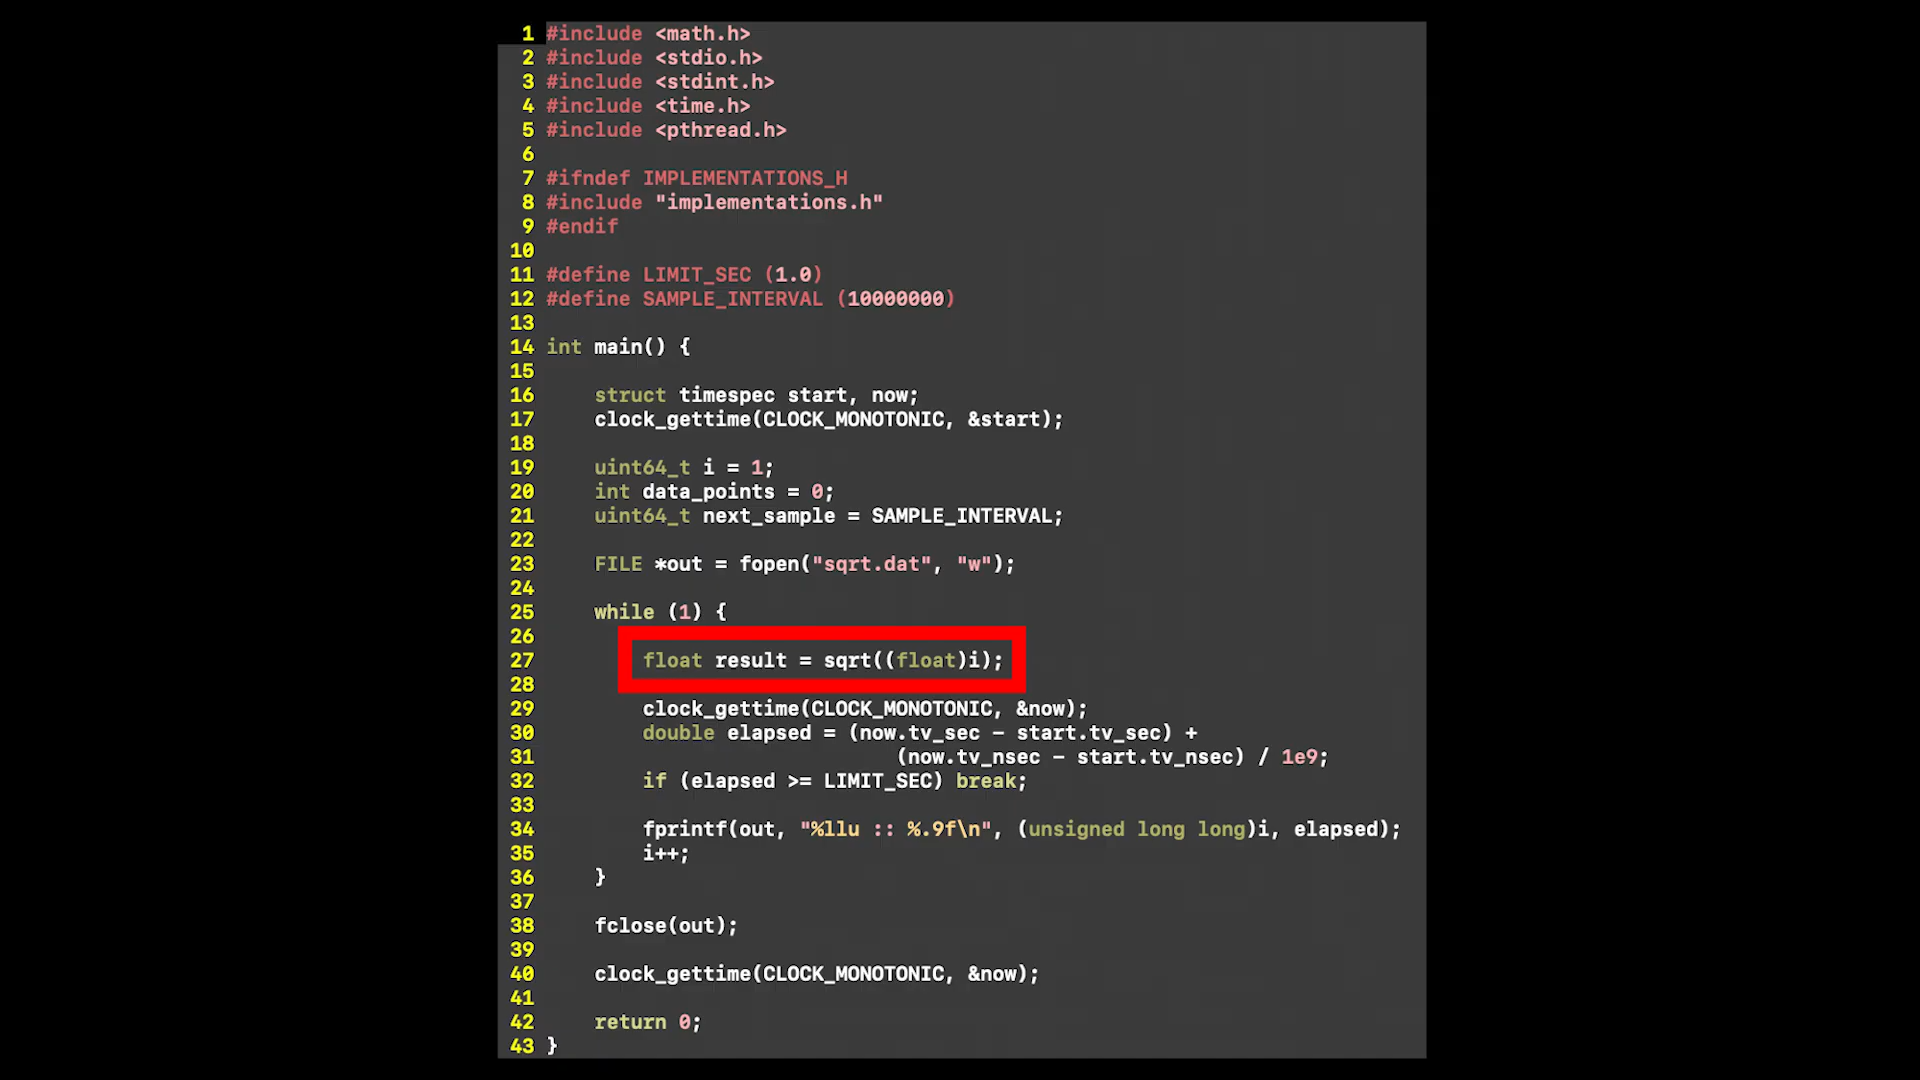 1 #include <math.h>
2 #include <stdio.h>
3 #include <stdint.h>
4 #include <time.h>
5 #include <pthread.h>
6
7 #ifndef IMPLEMENTATIONS_H
8 #include "implementations.h"
9 #endif
10
11 #define LIMIT_SEC (1.0)
12 #define SAMPLE_INTERVAL (10000000)
13
14 int main() {
15
16     struct timespec start, now;
17     clock_gettime(CLOCK_MONOTONIC, &start);
18
19     uint64_t i = 1;
20     int data_points = 0;
21     uint64_t next_sample = SAMPLE_INTERVAL;
22
23     FILE *out = fopen("sqrt.dat", "w");
24
25     while (1) {
26
27         float result = sqrt((float)i);
28
29         clock_gettime(CLOCK_MONOTONIC, &now);
30         double elapsed = (now.tv_sec - start.tv_sec) +
31                              (now.tv_nsec - start.tv_nsec) / 1e9;
32         if (elapsed >= LIMIT_SEC) break;
33
34         fprintf(out, "%llu :: %.9f\n", (unsigned long long)i, elapsed);
35         i++;
36     }
37
38     fclose(out);
39
40     clock_gettime(CLOCK_MONOTONIC, &now);
41
42     return 0;
43 }